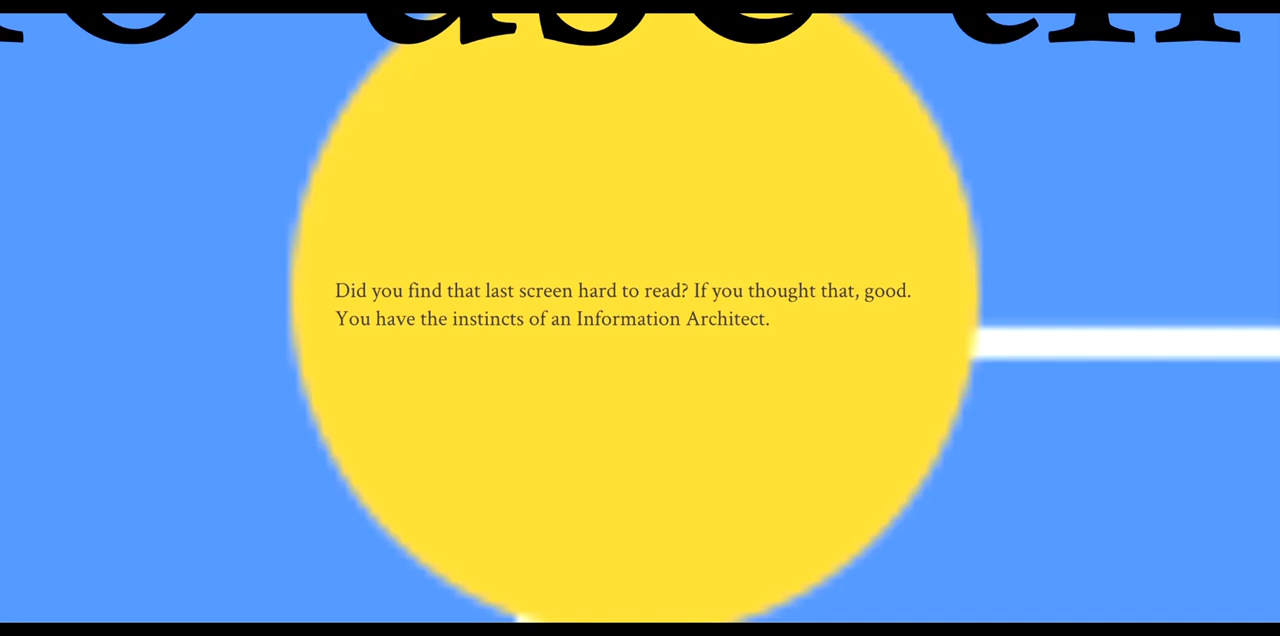 Did you find that last screen hard to read? If you thought that, good.
You have the instincts of an Information Architect.